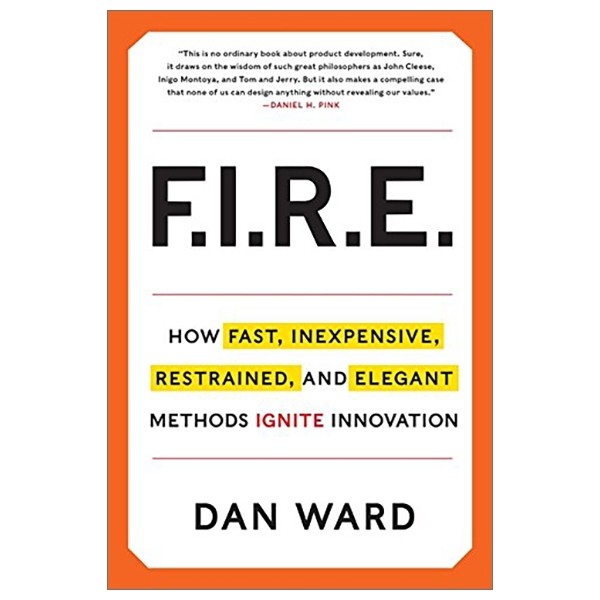 "This is no ordinary book about product development. Sure,
it draws on the wisdom of such great philosophers as John Cleese,
Inigo Montoya, and Tom and Jerry. But it also makes a compelling case
that none of us can design anything without revealing our values."
—DANIEL H. PINK
F.I.R.E.
HOW FAST, INEXPENSIVE,
RESTRAINED, AND ELEGANT
METHODS IGNITE INNOVATION
DAN WARD